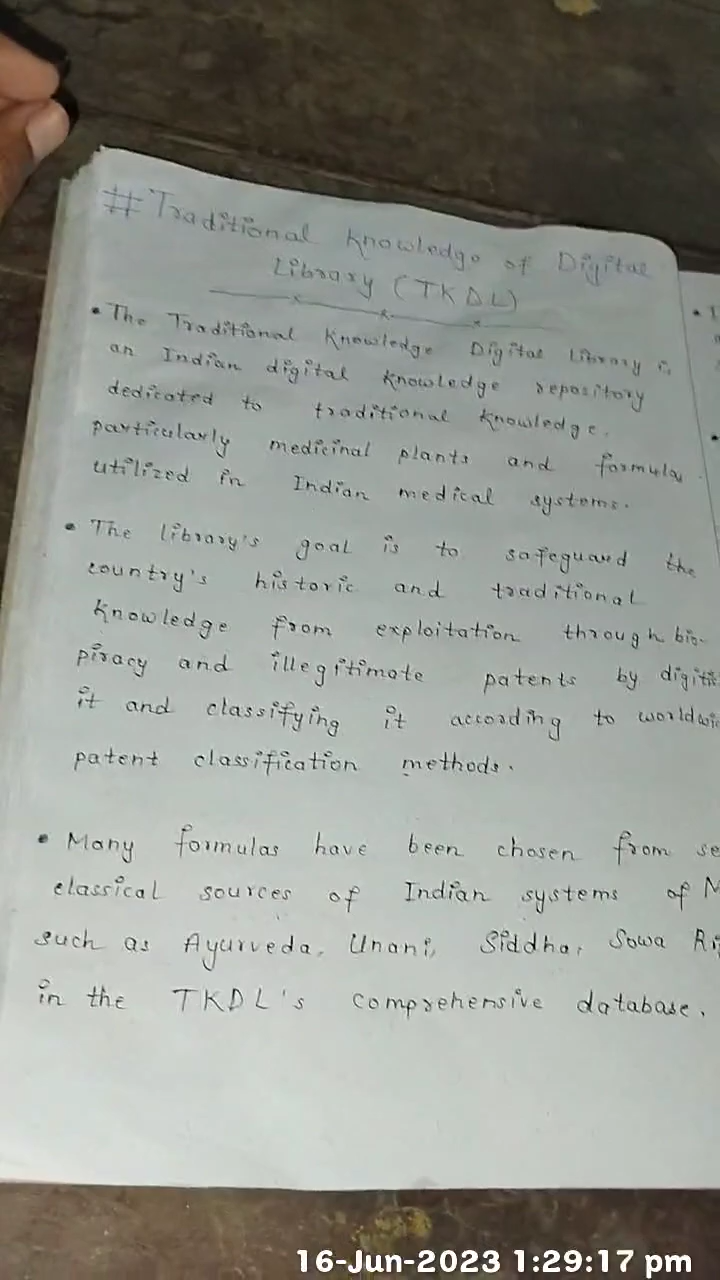 # Traditional Knowledge of Digital
Library (TKDL)
• The Traditional Knowledge Digital Library is
an Indian digital knowledge repository
dedicated to traditional knowledge.
particularly medicinal plants and formula
utilized in Indian medical systems.
• The library's goal is to safeguard the
country's historic and traditional
knowledge from exploitation through bio-
piracy and illegitimate patents by
it and classifying it according to
patent classification methods.
• Many formulas have been chosen from
classical sources of Indian systems of
such as Ayurveda, Unani, Siddha, Sowa
in the TKDL's comprehensive database.
16-Jun-2023 1:29:17 pm